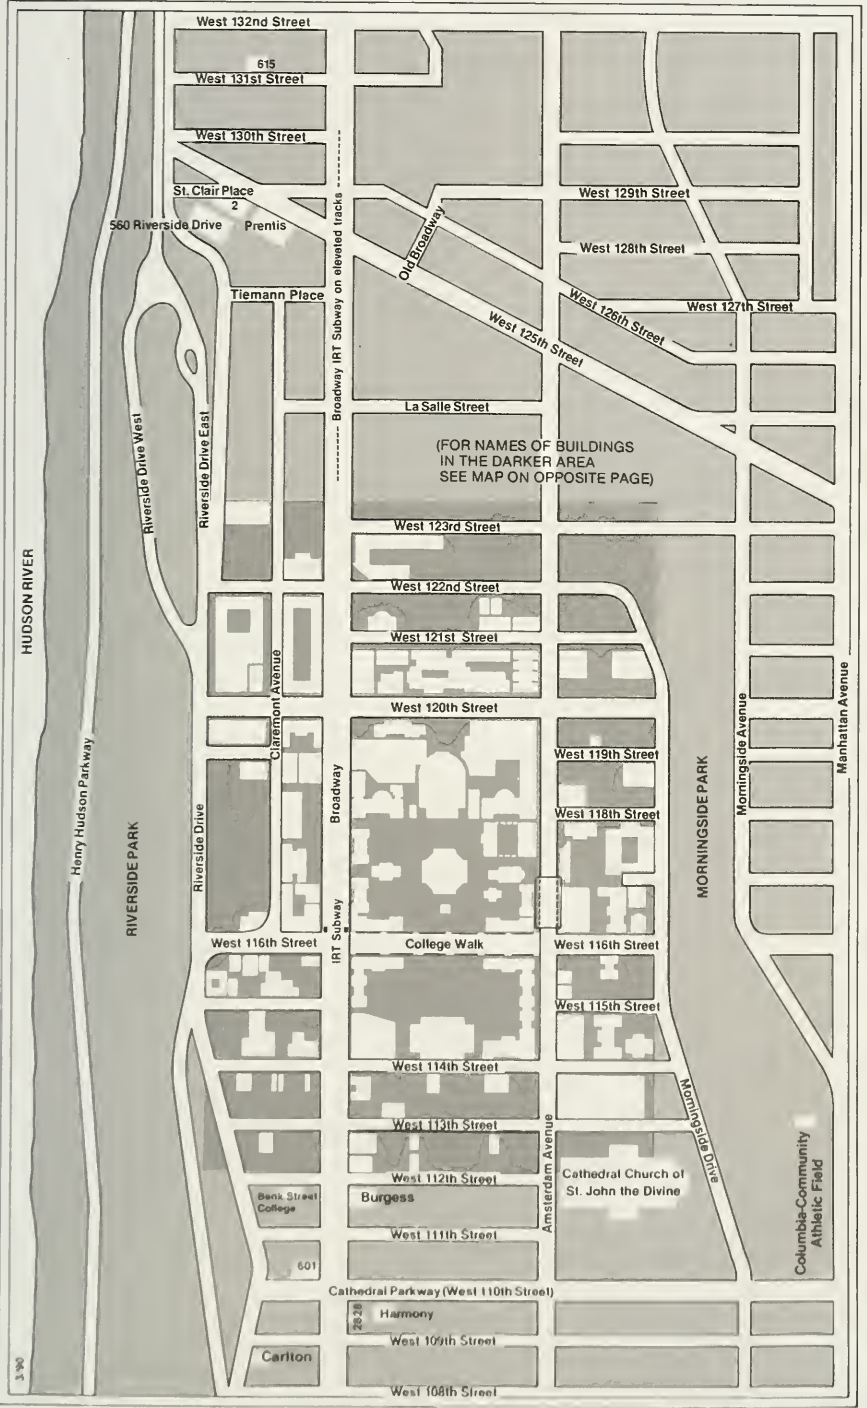 West 132nd Street
615
West 131st Street
West 130th Street
St. Clair Place
2
560 Riverside Drive
Prentis
Tiemann Place
Broadway IRT Subway on elevated tracks
Old Broadway
West 129th Street
West 128th Street
West 127th Street
West 126th Street
West 125th Street
La Salle Street
(FOR NAMES OF BUILDINGS
IN THE DARKER AREA
SEE MAP ON OPPOSITE PAGE)
Riverside Drive West
Riverside Drive East
West 123rd Street
West 122nd Street
West 121st Street
West 120th Street
HUDSON RIVER
Henry Hudson Parkway
RIVERSIDE PARK
Riverside Drive
Claremont Avenue
Broadway
IRT Subway
West 119th Street
West 118th Street
MORNINGSIDE PARK
Morningside Avenue
Manhattan Avenue
West 116th Street
College Walk
West 116th Street
West 115th Street
West 114th Street
West 113th Street
Amsterdam Avenue
Morningside Drive
Cathedral Church of
St. John the Divine
Columbia-Community
Athletic Field
West 112th Street
Bank Street
College
Burgess
West 111th Street
601
Cathedral Parkway (West 110th Street)
2828
Harmony
West 109th Street
Carlton
West 108th Street
3/90